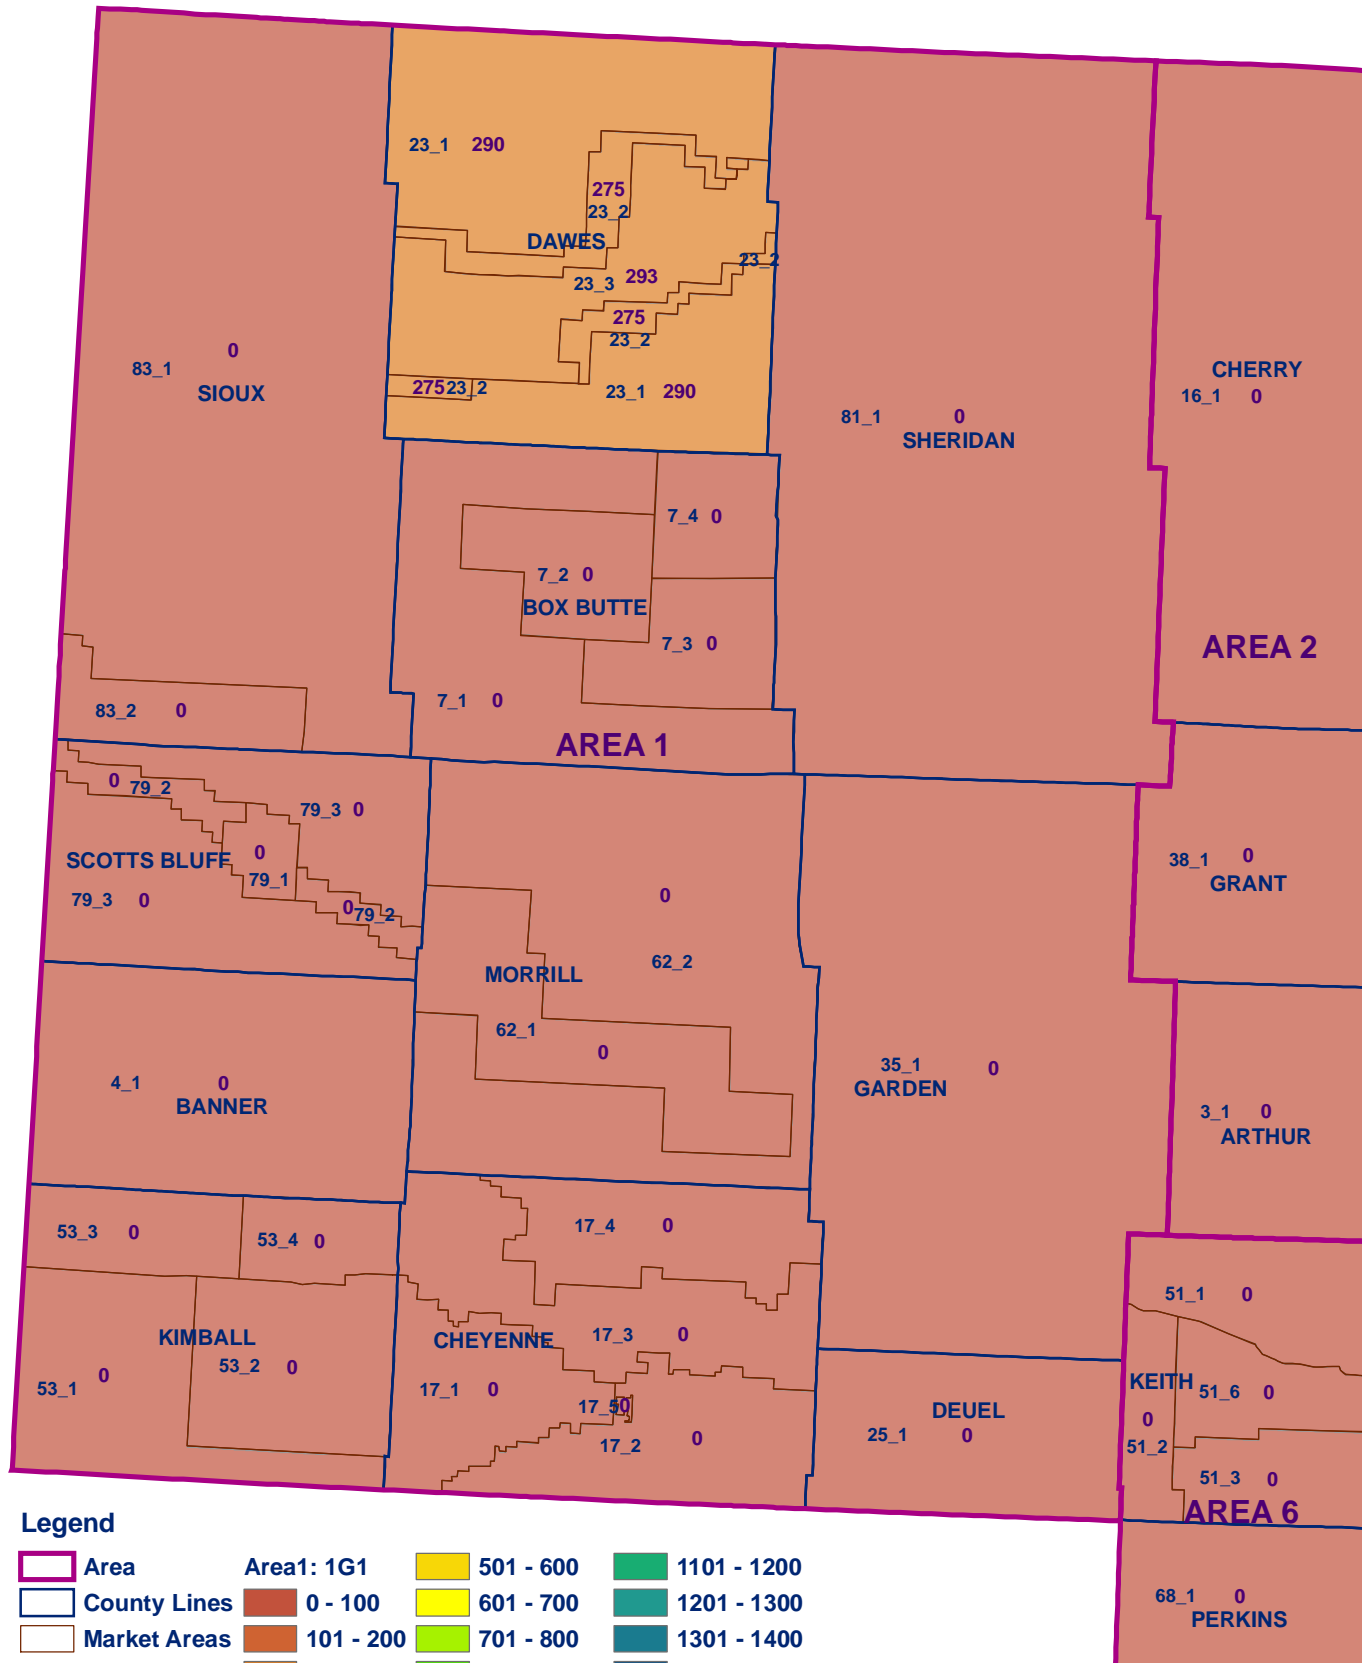 23_1 290
275
23_2
DAWES
23_2
23_3 293
275
23_2
275 23_2
23_1 290
0
83_1
SIOUX
81_1 0
SHERIDAN
CHERRY
16_1 0
7_4 0
7_2 0
BOX BUTTE
7_3 0
AREA 2
7_1 0
83_2 0
AREA 1
0 79_2
79_3 0
SCOTTS BLUFF
0
79_1
79_3 0
0 79_2
0
62_2
MORRILL
62_1
0
38_1 0
GRANT
35_1 0
GARDEN
4_1 0
BANNER
3_1 0
ARTHUR
53_3 0
53_4 0
17_4 0
51_1 0
KIMBALL
53_2 0
53_1 0
CHEYENNE
17_3 0
17_1 0
17_5 0
17_2 0
DEUEL
25_1 0
KEITH
51_6 0
0
51_2
51_3 0
AREA 6
68_1 0
PERKINS
Legend
Area
County Lines
Market Areas
Area1: 1G1
0 - 100
101 - 200
501 - 600
601 - 700
701 - 800
1101 - 1200
1201 - 1300
1301 - 1400